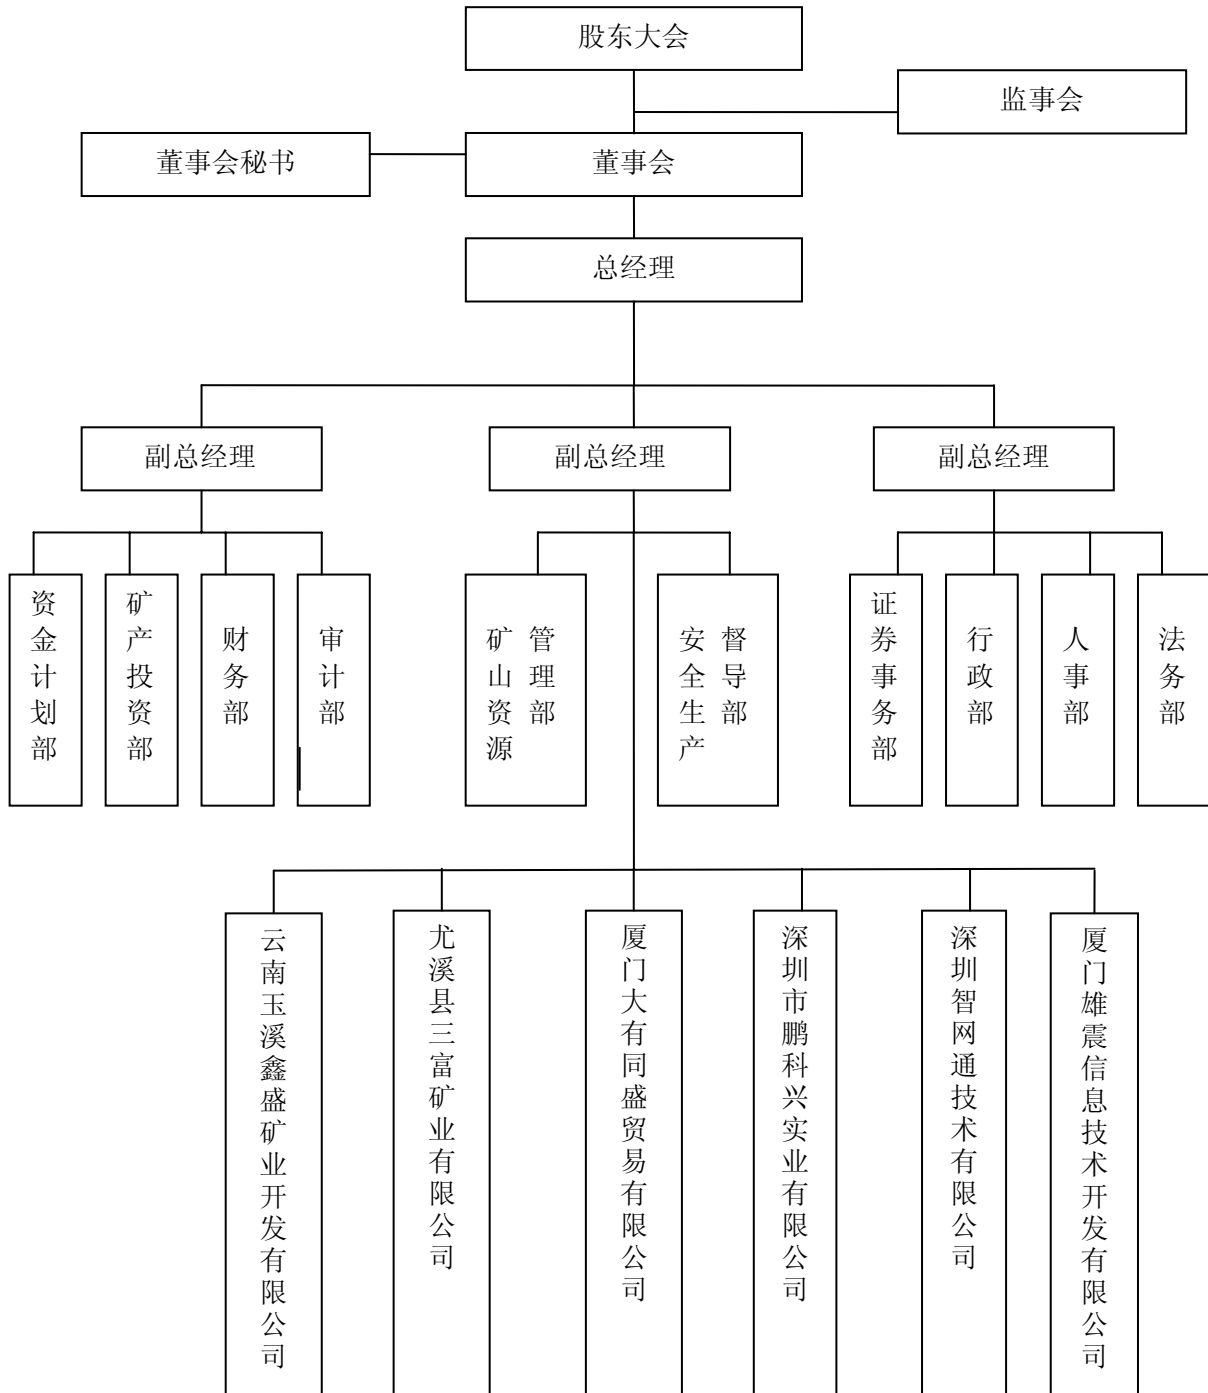 股东大会
监事会
董事会秘书
董事会
总经理
副总经理
副总经理
副总经理
资金计划部
矿产投资部
财务部
审计部
矿山资源
管理部
安全生产
督导部
证券事务部
行政部
人事部
法务部
云南玉溪鑫盛矿业开发有限公司
尤溪县三富矿业有限公司
厦门大有同盛贸易有限公司
深圳市鹏科兴实业有限公司
深圳智网通技术有限公司
厦门雄震信息技术开发有限公司